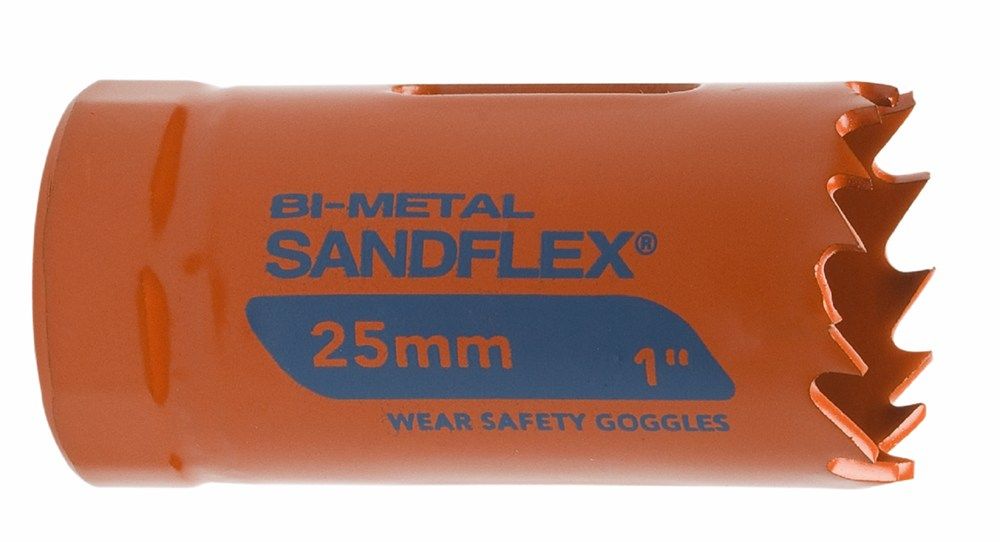 BI-METAL
SANDFLEX®
25mm 1"
WEAR SAFETY GOGGLES